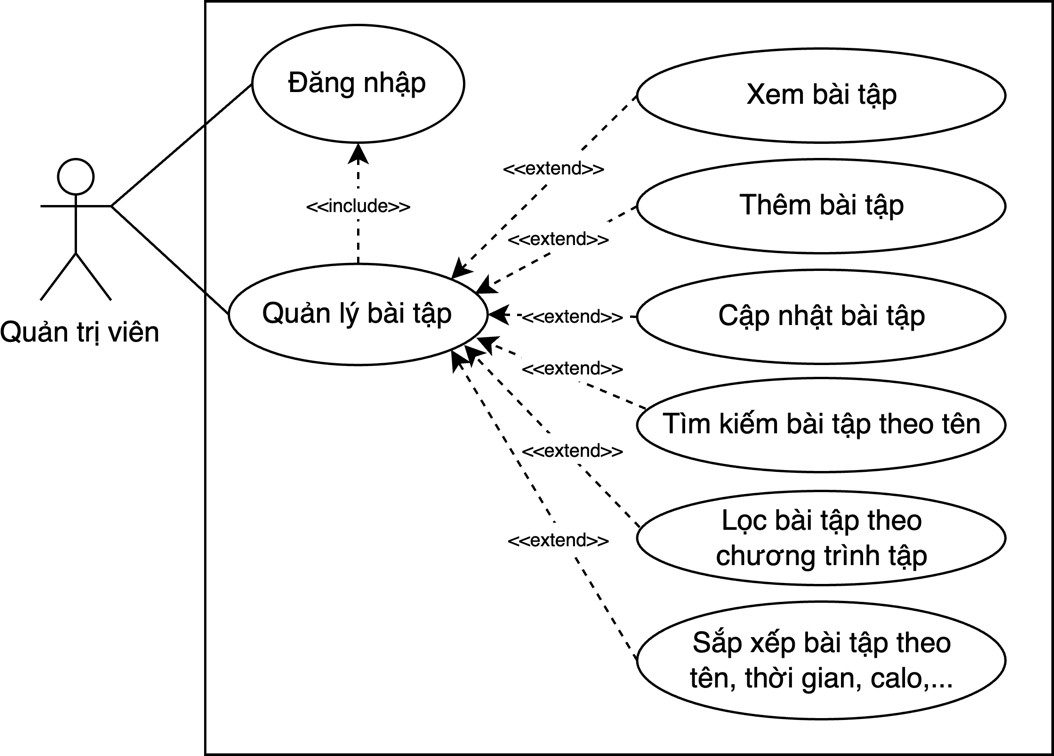 Đăng nhập
Xem bài tập
<<extend>>
Thêm bài tập
<<include>>
<<extend>>
Quản lý bài tập
<<extend>>
Cập nhật bài tập
Quản trị viên
<<extend>>
Tìm kiếm bài tập theo tên
<<extend>>
Lọc bài tập theo
chương trình tập
<<extend>>
Sắp xếp bài tập theo
tên, thời gian, calo,...